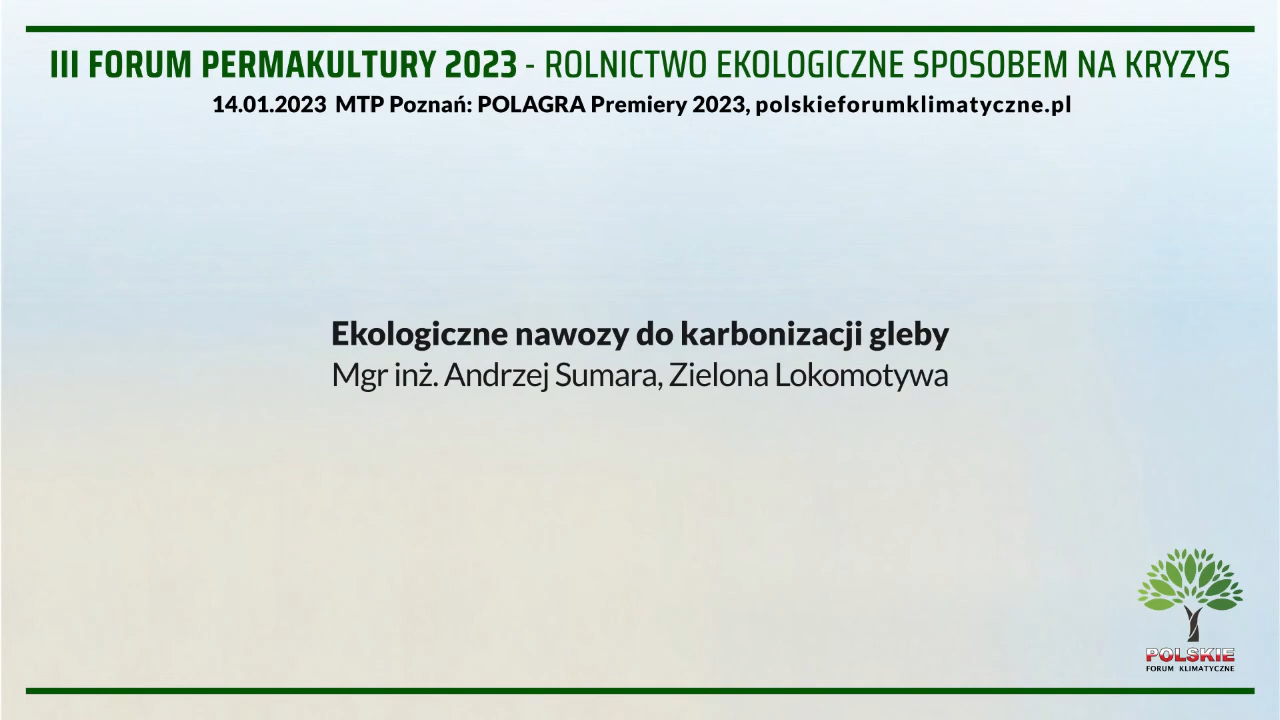 III FORUM PERMAKULTURY 2023 - ROLNICTWO EKOLOGICZNE SPOSOBEM NA KRYZYS
14.01.2023 MTP Poznań: POLAGRA Premiery 2023, polskieforumklimatyczne.pl
Ekologiczne nawozy do karbonizacji gleby
Mgr inż. Andrzej Sumara, Zielona Lokomotywa
POLSKIE
FORUM KLIMATYCZNE